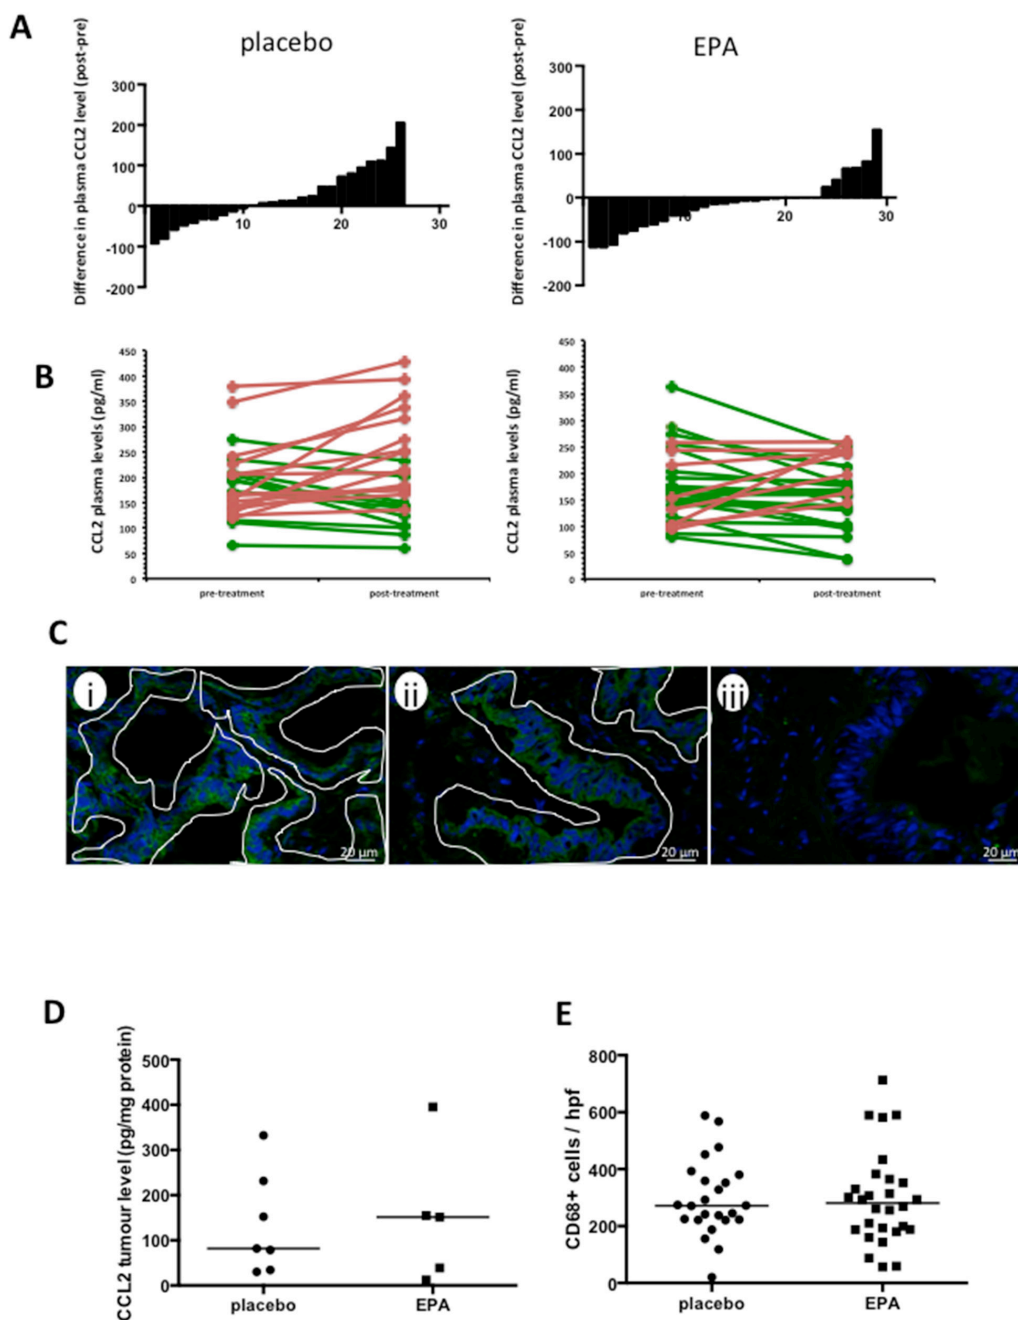 A
placebo
EPA
Difference in plasma CCL2 level (post-pre)
300
200
100
0
-100
-200
10
20
30
Difference in plasma CCL2 level (post-pre)
300
200
100
0
-100
-200
10
20
30
B
CCL2 plasma levels (pg/ml)
450
400
350
300
250
200
150
100
50
0
pre-treatment
post-treatment
CCL2 plasma levels (pg/ml)
450
400
350
300
250
200
150
100
50
0
pre-treatment
post-treatment
C
i
20 µm
ii
20 µm
iii
20 µm
D
CCL2 tumour level (pg/mg protein)
500
400
300
200
100
0
placebo
EPA
E
CD68+ cells / hpf
800
600
400
200
0
placebo
EPA